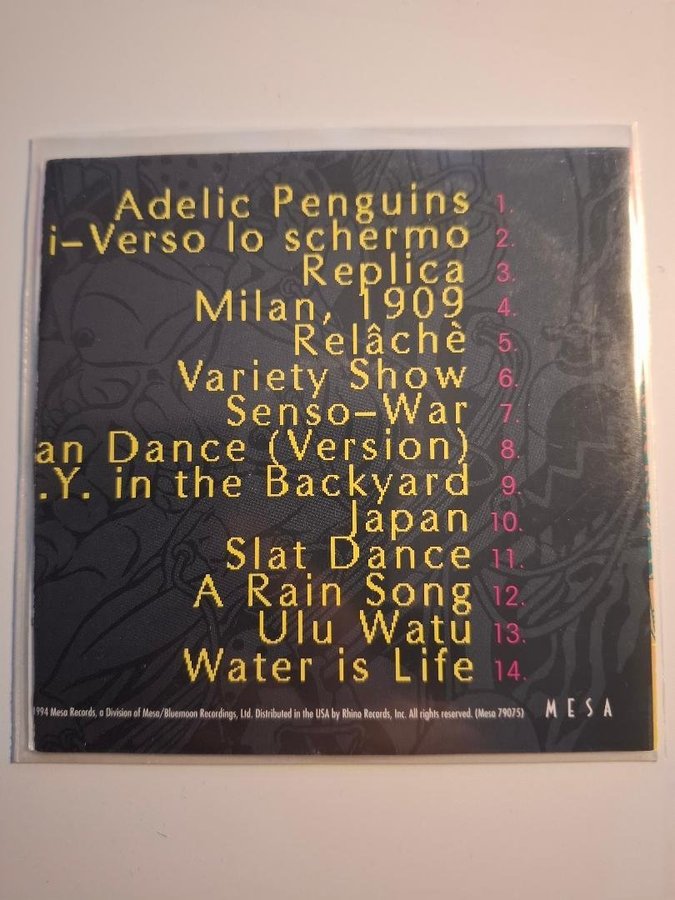 Adelic Penguins 1.
i–Verso lo schermo 2.
Replica 3.
Milan, 1909 4.
Relâchè 5.
Variety Show 6.
Senso–War 7.
an Dance (Version) 8.
.Y. in the Backyard 9.
Japan 10.
Slat Dance 11.
A Rain Song 12.
Ulu Watu 13.
Water is Life 14.
1994 Mesa Records, a Division of Mesa/Bluemoon Recordings, Ltd. Distributed in the USA by Rhino Records, Inc. All rights reserved. (Mesa 79075) MESA